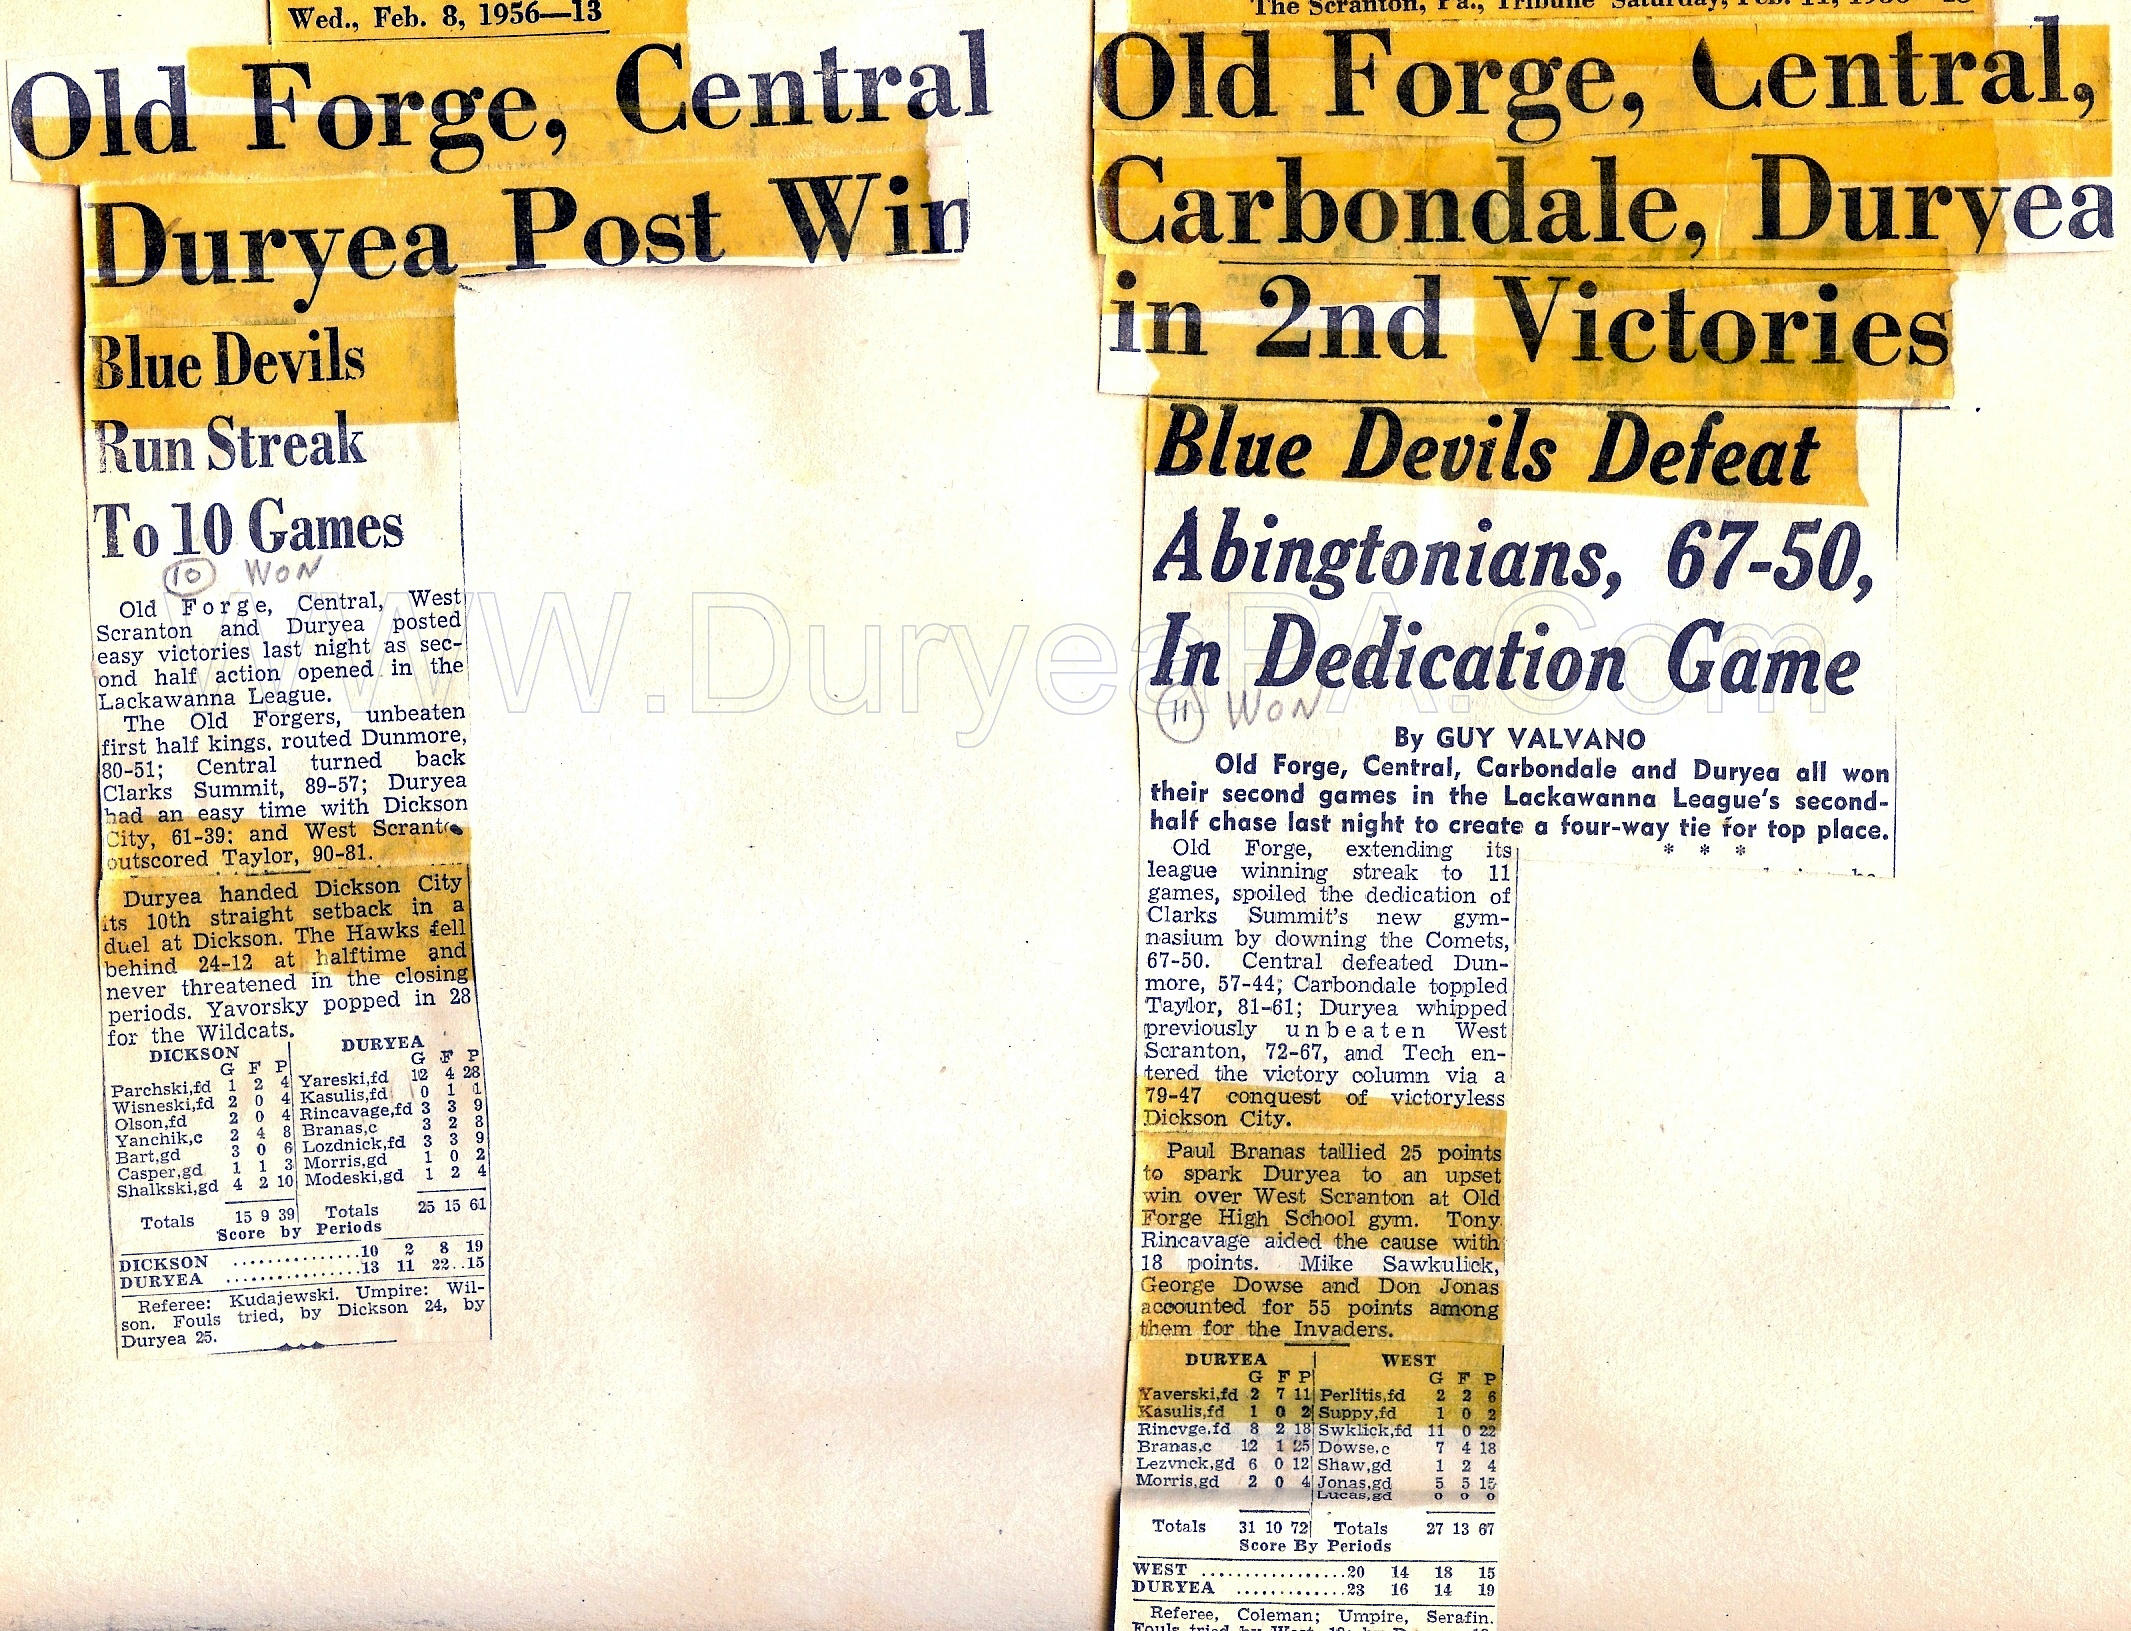 Wed., Feb. 8, 1956—13
Old Forge, Central
Duryea Post Win
Blue Devils
Run Streak
To 10 Games
10 WON
Old Forge, Central, West
Scranton and Duryea posted
easy victories last night as sec-
ond half action opened in the
Lackawanna League.
The Old Forgers, unbeaten
first half kings, routed Dunmore,
80-51; Central turned back
Clarks Summit, 89-57; Duryea
had an easy time with Dickson
City, 61-39; and West Scranto
outscored Taylor, 90-81.
Duryea handed Dickson City
its 10th straight setback in a
duel at Dickson. The Hawks fell
behind 24-12 at halftime and
never threatened in the closing
periods. Yavorsky popped in 28
for the Wildcats.
DICKSON DURYEA
G F P G F P
Parchski,fd 1 2 4 Yareski,fd 12 4 28
Wisneski,fd 2 0 4 Kasulis,fd 0 1 1
Olson,fd 2 0 4 Rincavage,fd 3 3 9
Yanchik,c 2 4 8 Branas,c 3 2 8
Bart,gd 3 0 6 Lozdnick,fd 3 3 9
Casper,gd 1 1 3 Morris,gd 1 0 2
Shalkski,gd 4 2 10 Modeski,gd 1 2 4
Totals 15 9 39 Totals 25 15 61
Score by Periods
DICKSON ................10 2 8 19
DURYEA .................13 11 22..15
Referee: Kudajewski. Umpire: Wil-
son. Fouls tried, by Dickson 24, by
Duryea 25.
The Scranton, Pa., Tribune Saturday, Feb. 11, 1956—13
Old Forge, Central,
Carbondale, Duryea
in 2nd Victories
Blue Devils Defeat
Abingtonians, 67-50,
In Dedication Game
11 WON
By GUY VALVANO
Old Forge, Central, Carbondale and Duryea all won
their second games in the Lackawanna League's second-
half chase last night to create a four-way tie for top place.
* * *
Old Forge, extending its
league winning streak to 11
games, spoiled the dedication of
Clarks Summit's new gym-
nasium by downing the Comets,
67-50. Central defeated Dun-
more, 57-44; Carbondale toppled
Taylor, 81-61; Duryea whipped
previously unbeaten West
Scranton, 72-67, and Tech en-
tered the victory column via a
79-47 conquest of victoryless
Dickson City.
Paul Branas tallied 25 points
to spark Duryea to an upset
win over West Scranton at Old
Forge High School gym. Tony
Rincavage aided the cause with
18 points. Mike Sawkulick,
George Dowse and Don Jonas
accounted for 55 points among
them for the Invaders.
DURYEA WEST
G F P G F P
Yaverski,fd 2 7 11 Perlitis,fd 2 2 6
Kasulis,fd 1 0 2 Suppy,fd 1 0 2
Rincvge.fd 8 2 18 Swklick,fd 11 0 22
Branas,c 12 1 25 Dowse,c 7 4 18
Lezvnck,gd 6 0 12 Shaw,gd 1 2 4
Morris,gd 2 0 4 Jonas,gd 5 5 15
Lucas,gd 0 0 0
Totals 31 10 72 Totals 27 13 67
Score By Periods
WEST .................20 14 18 15
DURYEA .............23 16 14 19
Referee, Coleman; Umpire, Serafin.
Fouls tried by West
WWW.DuryeaPA.Com